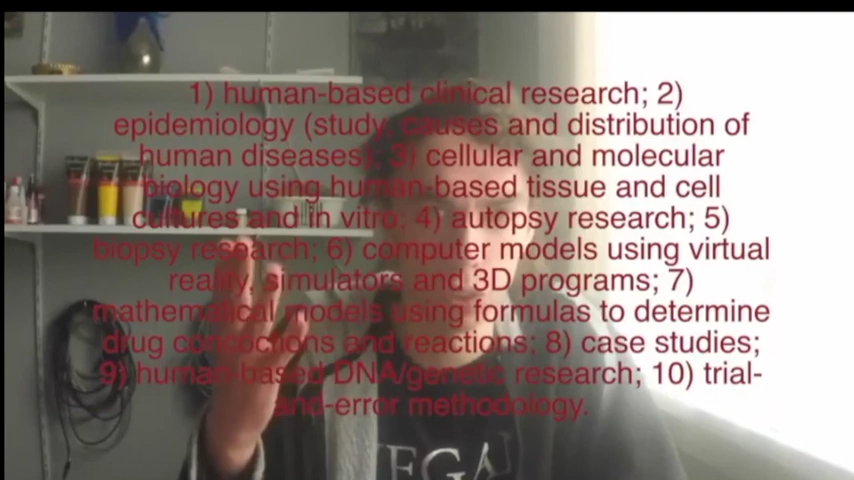 1) human-based clinical research; 2)
epidemiology (study, causes and distribution of
human diseases); 3) cellular and molecular
biology using human-based tissue and cell
cultures and in vitro; 4) autopsy research; 5)
biopsy research; 6) computer models using virtual
reality, simulators and 3D programs; 7)
mathematical models using formulas to determine
drug concoctions and reactions; 8) case studies;
9) human-based DNA/genetic research; 10) trial-
and-error methodology.